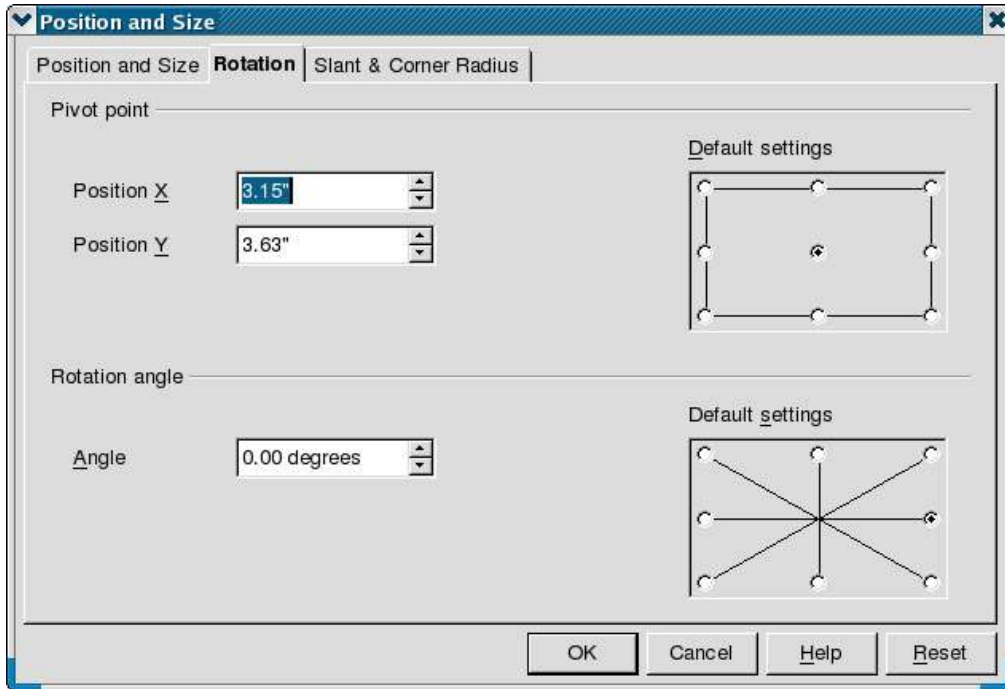 Position and Size
Position and Size Rotation Slant & Corner Radius
Pivot point
Default settings
Position X 3.15"
Position Y 3.63"
Rotation angle
Default settings
Angle 0.00 degrees
OK Cancel Help Reset